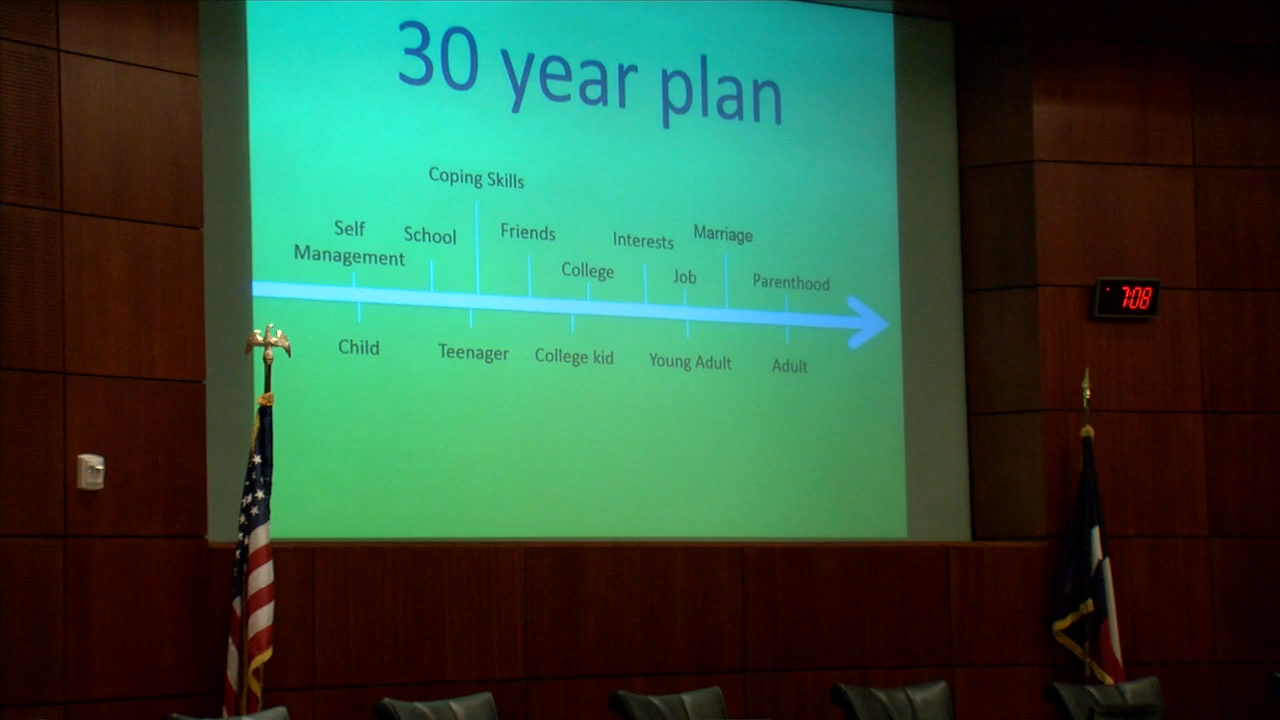 30 year plan
Coping Skills
Self
Management
School
Friends
College
Interests
Job
Marriage
Parenthood
Child
Teenager
College kid
Young Adult
Adult
7:08